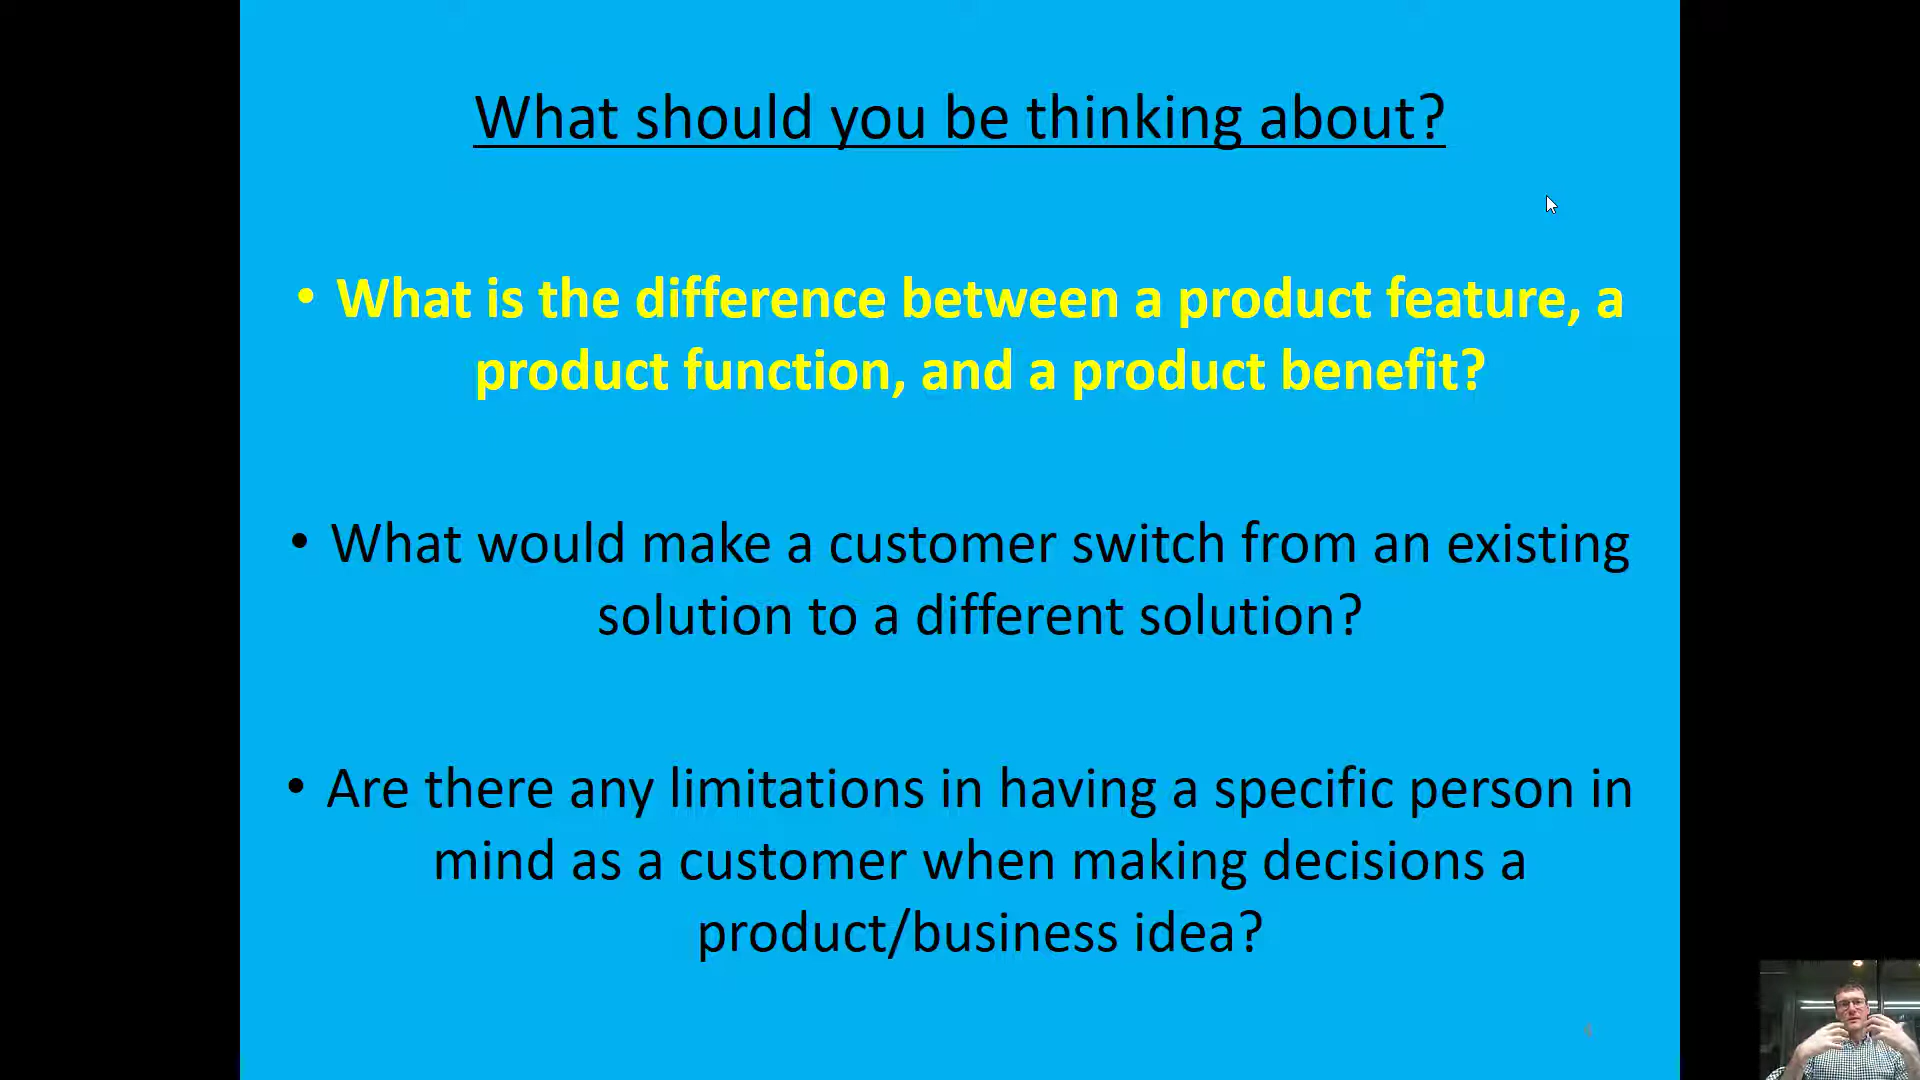 What should you be thinking about?
• What is the difference between a product feature, a
product function, and a product benefit?
• What would make a customer switch from an existing
solution to a different solution?
• Are there any limitations in having a specific person in
mind as a customer when making decisions a
product/business idea?
4